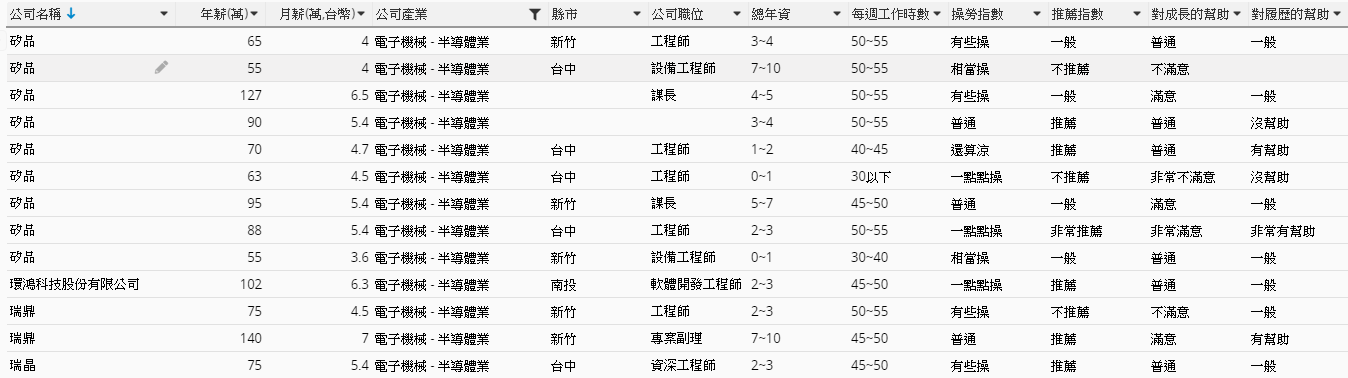 公司名稱 年薪(萬) 月薪(萬,台幣) 公司產業 縣市 公司職位 總年資 每週工作時數 操勞指數 推薦指數 對成長的幫助 對履歷的幫助
矽品 65 4 電子機械 - 半導體業 新竹 工程師 3~4 50~55 有些操 一般 普通 一般
矽品 55 4 電子機械 - 半導體業 台中 設備工程師 7~10 50~55 相當操 不推薦 不滿意
矽品 127 6.5 電子機械 - 半導體業 課長 4~5 50~55 有些操 一般 滿意 一般
矽品 90 5.4 電子機械 - 半導體業 3~4 50~55 普通 推薦 普通 沒幫助
矽品 70 4.7 電子機械 - 半導體業 台中 工程師 1~2 40~45 還算涼 推薦 普通 有幫助
矽品 63 4.5 電子機械 - 半導體業 台中 工程師 0~1 30以下 一點點操 不推薦 非常不滿意 沒幫助
矽品 95 5.4 電子機械 - 半導體業 新竹 課長 5~7 45~50 普通 一般 滿意 一般
矽品 88 5.4 電子機械 - 半導體業 台中 工程師 2~3 50~55 一點點操 非常推薦 非常滿意 非常有幫助
矽品 55 3.6 電子機械 - 半導體業 新竹 設備工程師 0~1 30~40 相當操 一般 普通 一般
環鴻科技股份有限公司 102 6.3 電子機械 - 半導體業 南投 軟體開發工程師 2~3 45~50 一點點操 推薦 普通 一般
瑞鼎 75 4.5 電子機械 - 半導體業 新竹 工程師 2~3 50~55 有些操 不推薦 不滿意 一般
瑞鼎 140 7 電子機械 - 半導體業 新竹 專案副理 7~10 45~50 普通 推薦 滿意 有幫助
瑞晶 75 5.4 電子機械 - 半導體業 台中 資深工程師 2~3 45~50 有些操 推薦 普通 一般